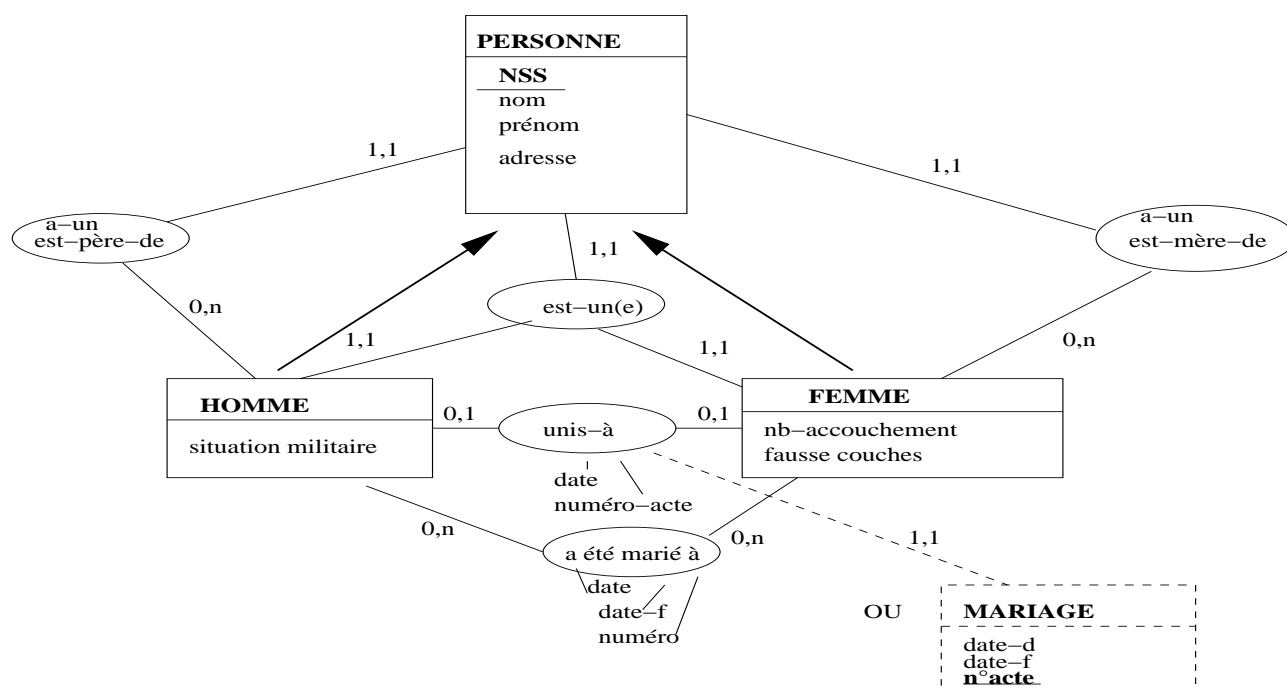 PERSONNE
NSS
nom
prénom
adresse
1,1
1,1
a−un
est−père−de
a−un
est−mère−de
1,1
est−un(e)
0,n
0,n
1,1
1,1
HOMME
situation militaire
FEMME
nb−accouchement
fausse couches
0,1
unis−à
0,1
date
numéro−acte
0,n
0,n
a été marié à
1,1
date
date−f
numéro
OU
MARIAGE
date−d
date−f
n°acte